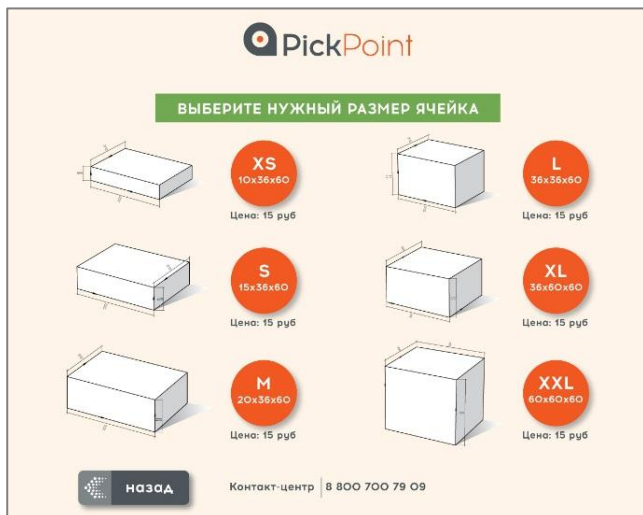 PickPoint
ВЫБЕРИТЕ НУЖНЫЙ РАЗМЕР ЯЧЕЙКА
XS
10x36x60
Цена: 15 руб
L
36x36x60
Цена: 15 руб
S
15x36x60
Цена: 15 руб
XL
36x60x60
Цена: 15 руб
M
20x36x60
Цена: 15 руб
XXL
60x60x60
Цена: 15 руб
назад
Контакт-центр 8 800 700 79 09